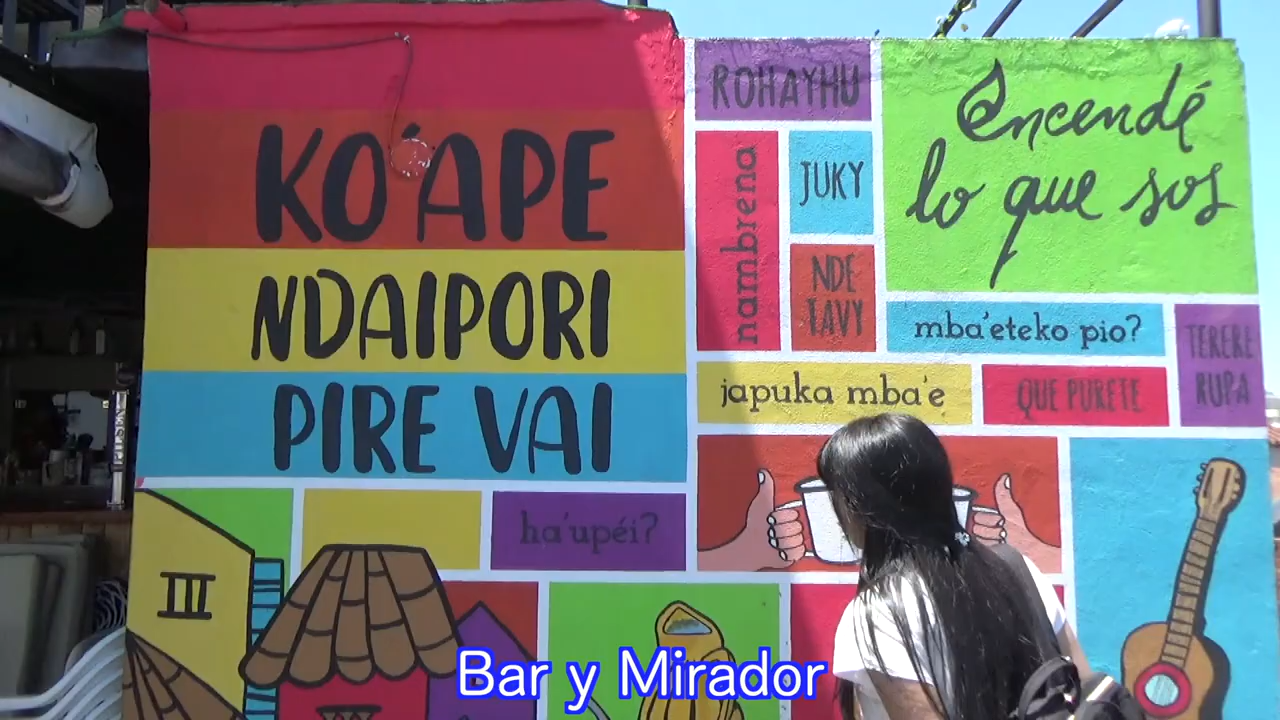 KO'APE
NDAIPORI
PIRE VAI
ROHAYHU
nambrena
JUKY
NDE
TAVY
Encendé
lo que sos
mba'eteko pio?
TERERE
RUPA
japuka mba'e
QUE PURETE
ha'upéi?
III
Bar y Mirador